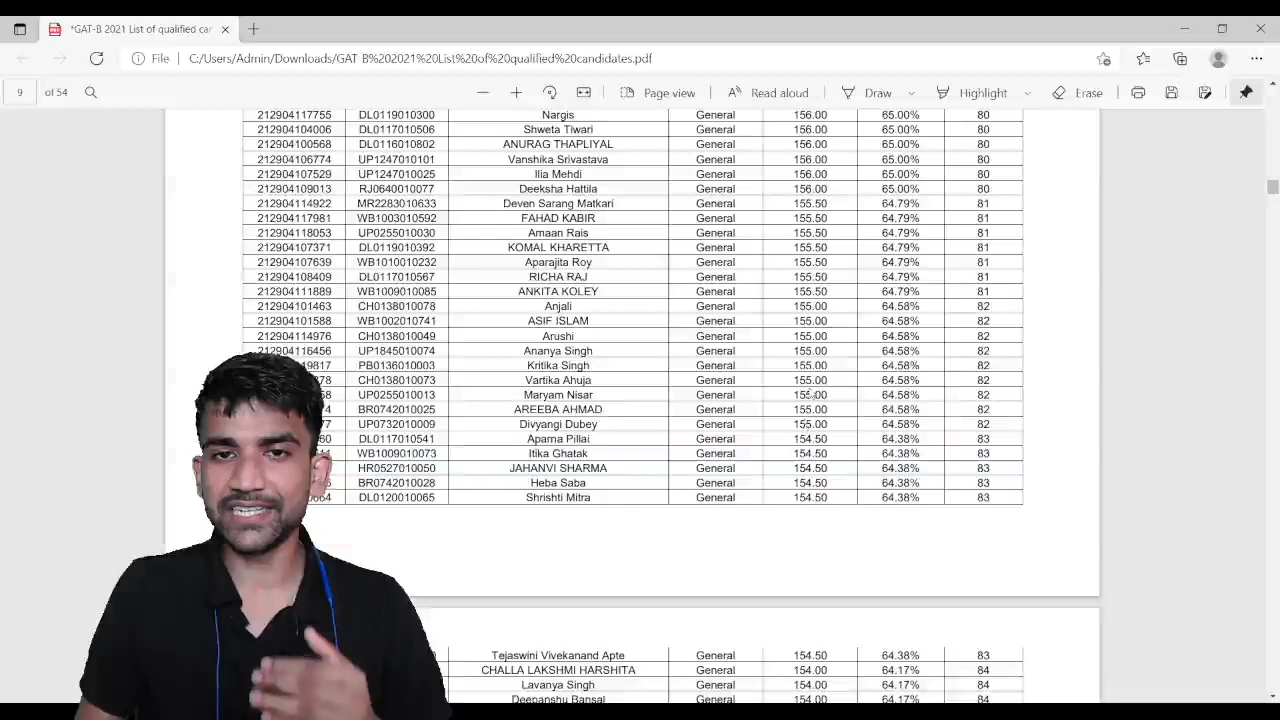 *GAT-B 2021 List of qualified car
File C:/Users/Admin/Downloads/GAT B%202021%20List%20of%20qualified%20candidates.pdf
9 of 54 Page view Read aloud Draw Highlight Erase
212904117755 DL0119010300 Nargis General 156.00 65.00% 80
212904104006 DL0117010506 Shweta Tiwari General 156.00 65.00% 80
212904100568 DL0116010802 ANURAG THAPLIYAL General 156.00 65.00% 80
212904106774 UP1247010101 Vanshika Srivastava General 156.00 65.00% 80
212904107529 UP1247010025 Ilia Mehdi General 156.00 65.00% 80
212904109013 RJ0640010077 Deeksha Hattila General 156.00 65.00% 80
212904114922 MR2283010633 Deven Sarang Matkari General 155.50 64.79% 81
212904117981 WB1003010592 FAHAD KABIR General 155.50 64.79% 81
212904118053 UP0255010030 Amaan Rais General 155.50 64.79% 81
212904107371 DL0119010392 KOMAL KHARETTA General 155.50 64.79% 81
212904107639 WB1010010232 Aparajita Roy General 155.50 64.79% 81
212904108409 DL0117010567 RICHA RAJ General 155.50 64.79% 81
212904111889 WB1009010085 ANKITA KOLEY General 155.50 64.79% 81
212904101463 CH0138010078 Anjali General 155.00 64.58% 82
212904101588 WB1002010741 ASIF ISLAM General 155.00 64.58% 82
212904114976 CH0138010049 Arushi General 155.00 64.58% 82
212904116456 UP1845010074 Ananya Singh General 155.00 64.58% 82
19817 PB0136010003 Kritika Singh General 155.00 64.58% 82
78 CH0138010073 Vartika Ahuja General 155.00 64.58% 82
58 UP0255010013 Maryam Nisar General 155.00 64.58% 82
74 BR0742010025 AREEBA AHMAD General 155.00 64.58% 82
77 UP0732010009 Divyangi Dubey General 155.00 64.58% 82
60 DL0117010541 Aparna Pillai General 154.50 64.38% 83
WB1009010073 Itika Ghatak General 154.50 64.38% 83
HR0527010050 JAHANVI SHARMA General 154.50 64.38% 83
BR0742010028 Heba Saba General 154.50 64.38% 83
664 DL0120010065 Shrishti Mitra General 154.50 64.38% 83
Tejaswini Vivekanand Apte General 154.50 64.38% 83
CHALLA LAKSHMI HARSHITA General 154.00 64.17% 84
Lavanya Singh General 154.00 64.17% 84
Deepanshu Bansal General 154.00 64.17% 84